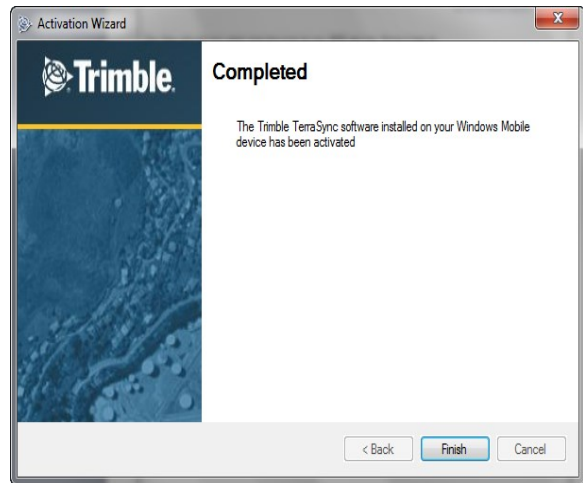 Activation Wizard
Trimble.
Completed
The Trimble TerraSync software installed on your Windows Mobile
device has been activated
< Back
Finish
Cancel